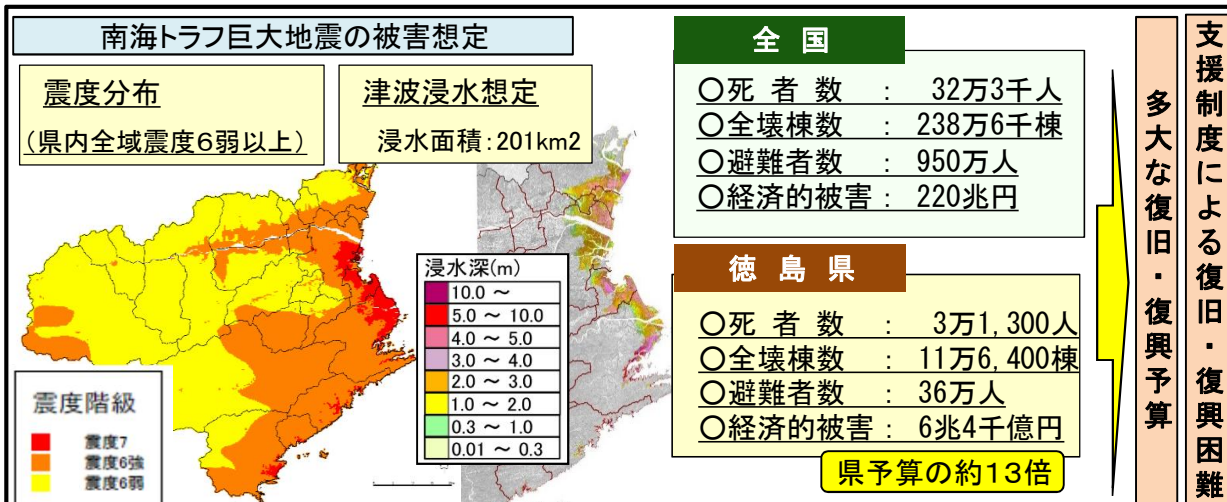 南海トラフ巨大地震の被害想定
震度分布
(県内全域震度6弱以上)
津波浸水想定
浸水面積:201km2
震度階級
震度7
震度6強
震度6弱
浸水深(m)
10.0 ~
5.0 ~ 10.0
4.0 ~ 5.0
3.0 ~ 4.0
2.0 ~ 3.0
1.0 ~ 2.0
0.3 ~ 1.0
0.01 ~ 0.3
全 国
〇死 者 数 : 32万3千人
〇全壊棟数 : 238万6千棟
〇避難者数 : 950万人
〇経済的被害 : 220兆円
徳 島 県
〇死 者 数 : 3万1,300人
〇全壊棟数 : 11万6,400棟
〇避難者数 : 36万人
〇経済的被害 : 6兆4千億円
県予算の約13倍
多大な復旧・復興予算
支援制度による復旧・復興困難